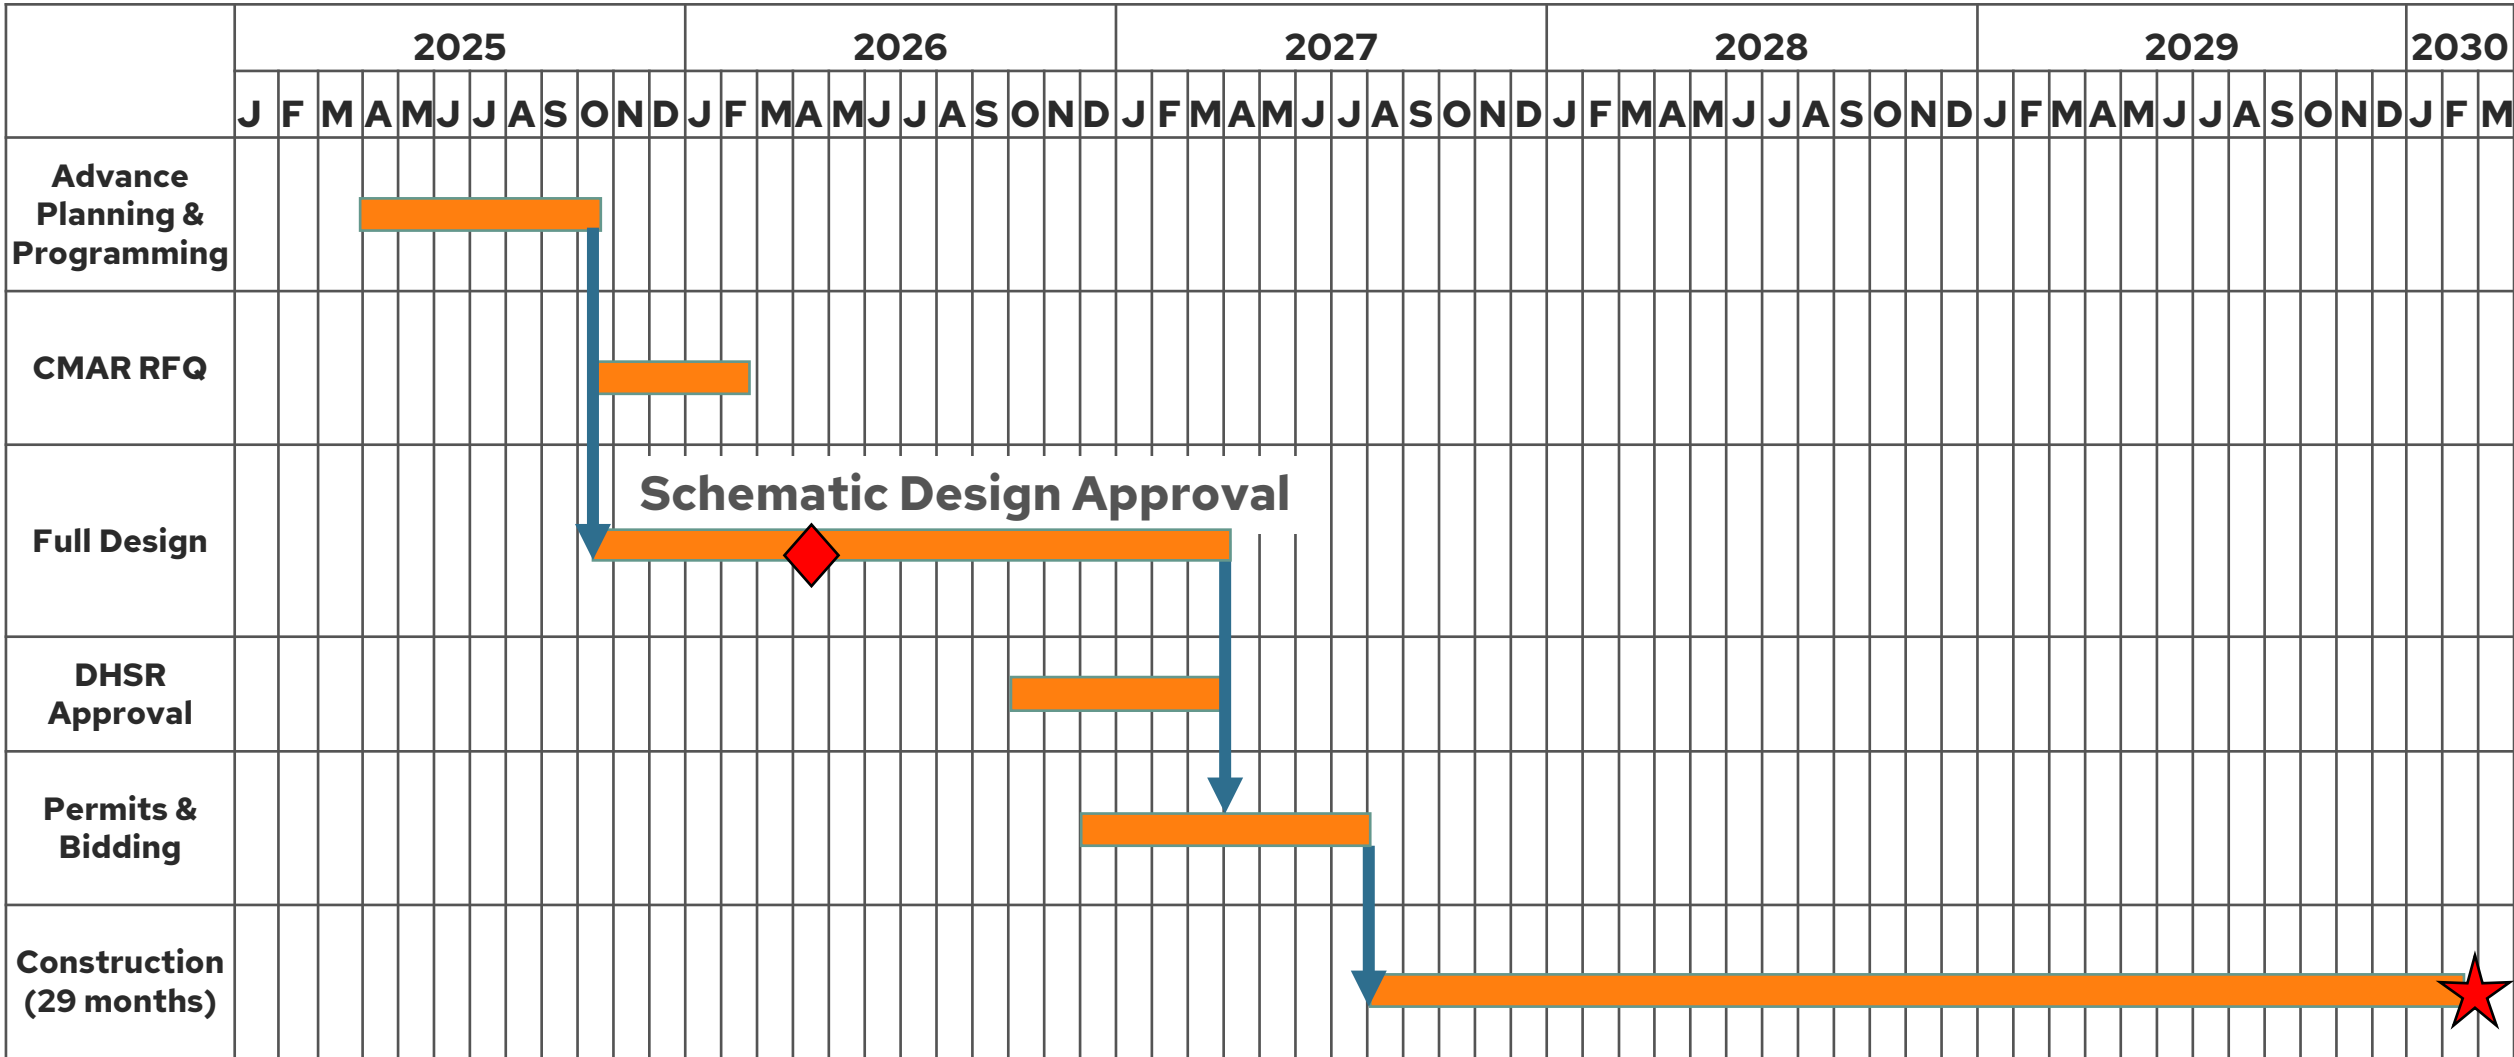 2025 2026 2027 2028 2029 2030
J F M A M J J A S O N D J F M A M J J A S O N D J F M A M J J A S O N D J F M A M J J A S O N D J F M A M J J A S O N D J F M
Advance
Planning &
Programming
CMAR RFQ
Schematic Design Approval
Full Design
DHSR
Approval
Permits &
Bidding
Construction
(29 months)